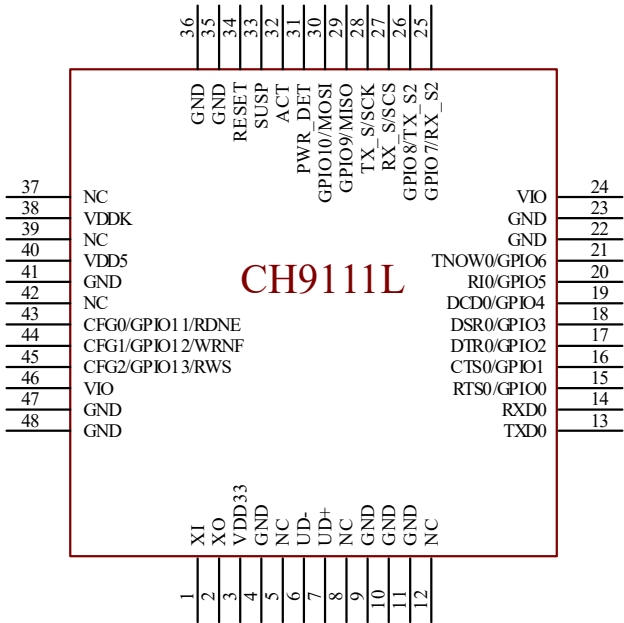 36
35
34
33
32
31
30
29
28
27
26
25
GND
GND
RESET
SUSP
ACT
PWR_DET
GPIO10/MOSI
GPIO9/MISO
TX_S/SCK
RX_S/SCS
GPIO8/TX_S2
GPIO7/RX_S2
37 NC
38 VDDK
39 NC
40 VDD5
41 GND
42 NC
43 CFG0/GPIO11/RDNE
44 CFG1/GPIO12/WRNF
45 CFG2/GPIO13/RWS
46 VIO
47 GND
48 GND
CH9111L
VIO 24
GND 23
GND 22
TNOW0/GPIO6 21
RI0/GPIO5 20
DCD0/GPIO4 19
DSR0/GPIO3 18
DTR0/GPIO2 17
CTS0/GPIO1 16
RTS0/GPIO0 15
RXD0 14
TXD0 13
XI
XO
VDD33
GND
NC
UD-
UD+
NC
GND
GND
GND
NC
1
2
3
4
5
6
7
8
9
10
11
12